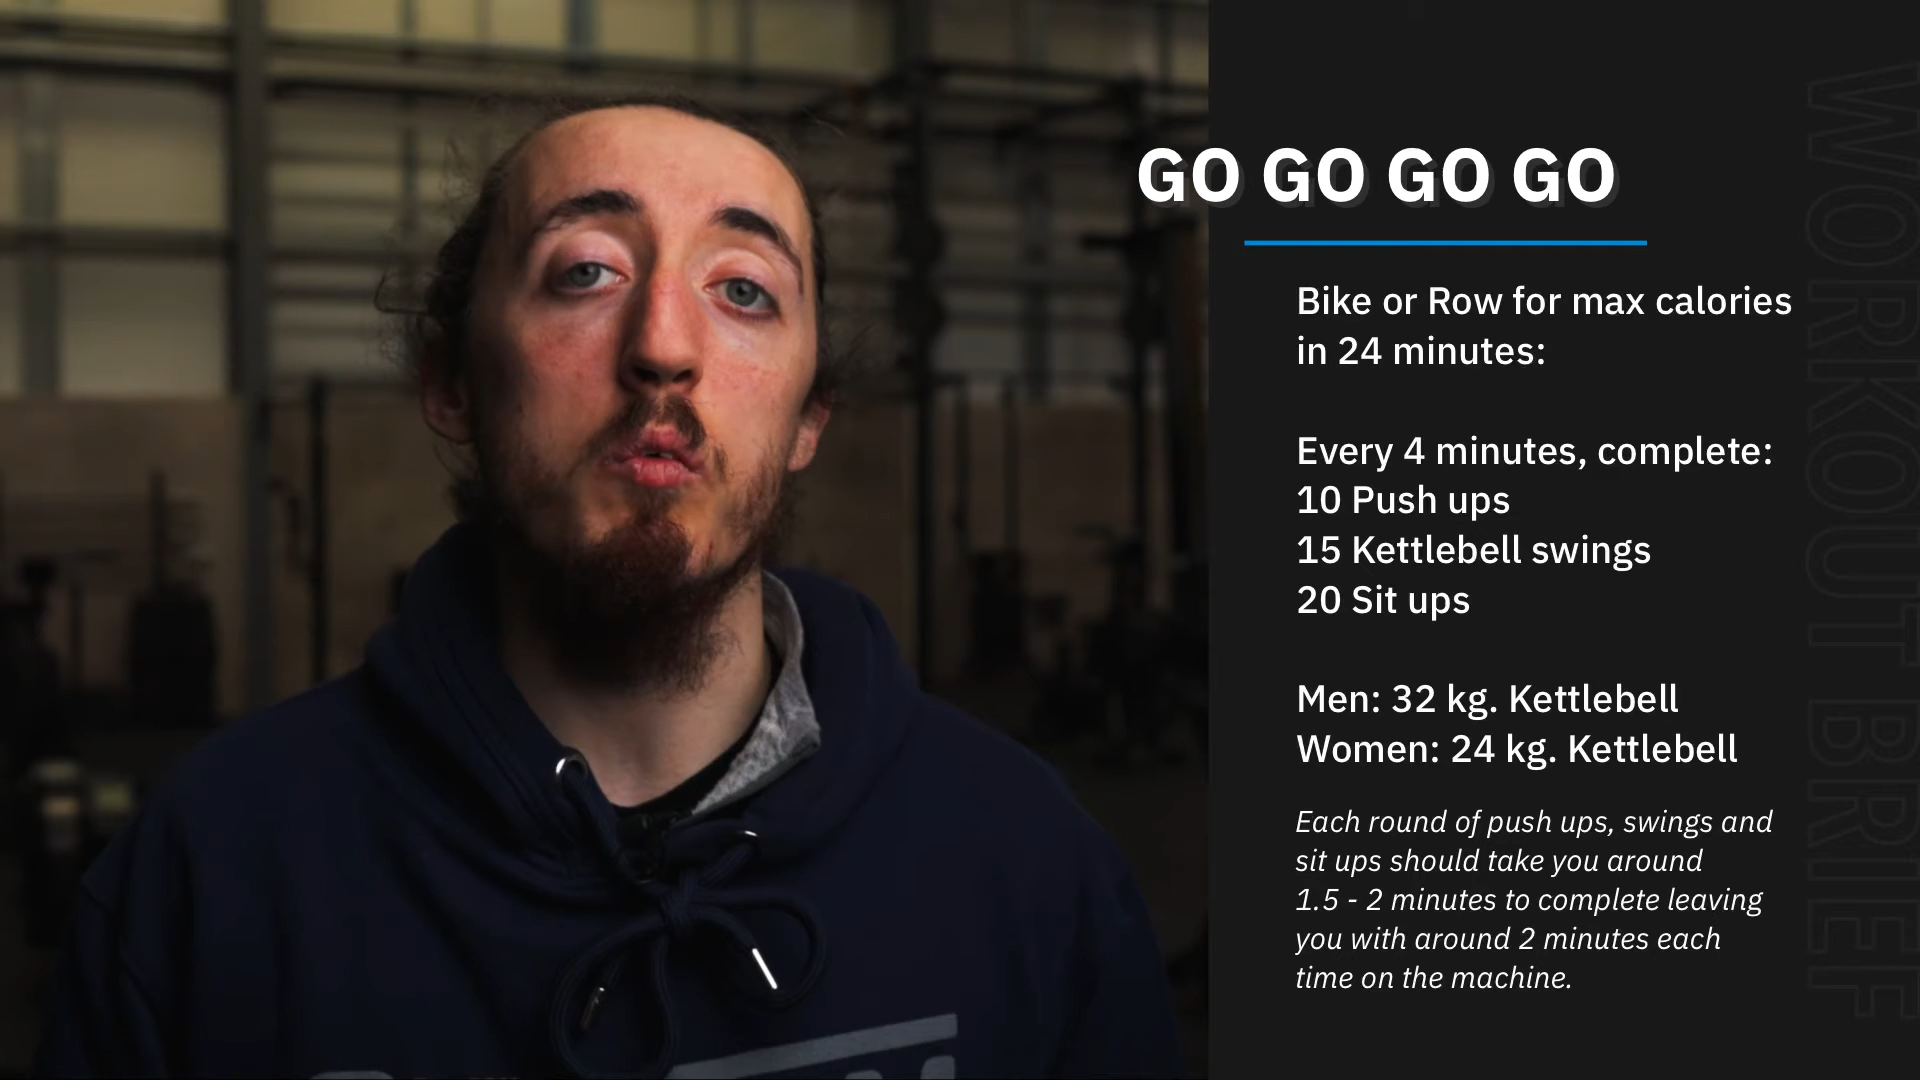 GO GO GO GO
Bike or Row for max calories
in 24 minutes:
Every 4 minutes, complete:
10 Push ups
15 Kettlebell swings
20 Sit ups
Men: 32 kg. Kettlebell
Women: 24 kg. Kettlebell
Each round of push ups, swings and
sit ups should take you around
1.5 - 2 minutes to complete leaving
you with around 2 minutes each
time on the machine.
WORKOUT BRIEF